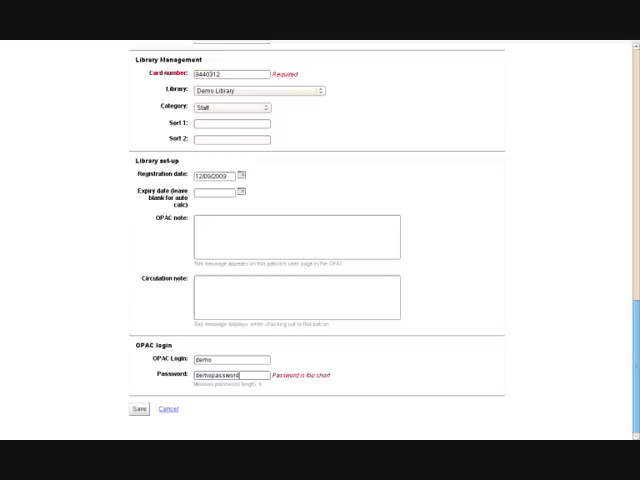 Library Management
Card number: 9440312 Required
Library: Demo Library
Category: Staff
Sort 1:
Sort 2:
Library set-up
Registration date: 12/09/2009
Expiry date (leave
blank for auto
calc)
OPAC note:
This message appears on this patron's user page in the OPAC
Circulation note:
This message displays when checking out to this patron
OPAC login
OPAC Login: demo
Password: demopassword Password is too short
Minimum password length:
Save Cancel